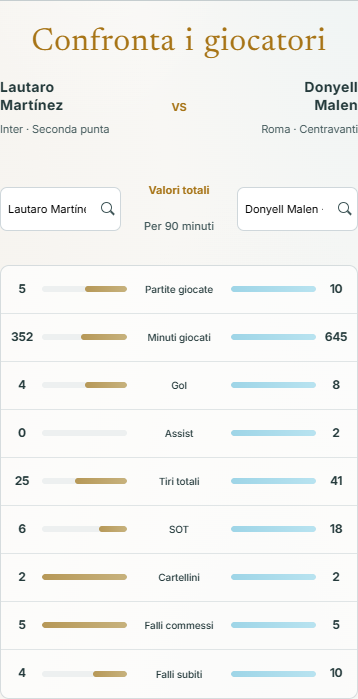 Confronta i giocatori
Lautaro Martínez
VS
Donyell Malen
Inter · Seconda punta
Roma · Centravanti
Valori totali
Lautaro Martíne
Donyell Malen ·
Per 90 minuti
5 Partite giocate 10
352 Minuti giocati 645
4 Gol 8
0 Assist 2
25 Tiri totali 41
6 SOT 18
2 Cartellini 2
5 Falli commessi 5
4 Falli subiti 10